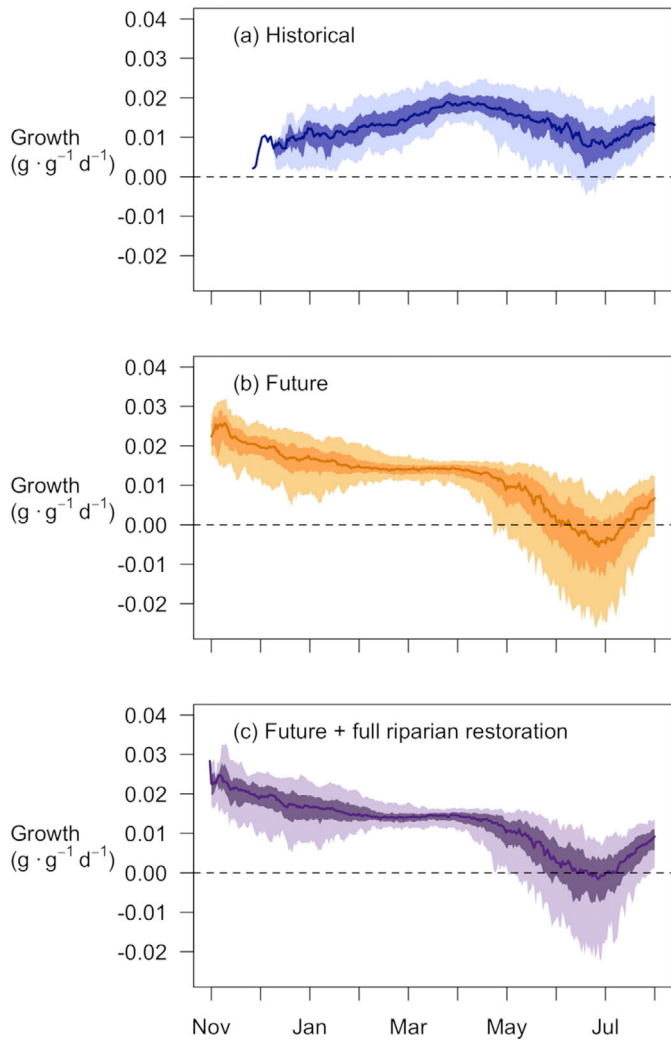 (a) Historical
Growth
(g · g⁻¹ d⁻¹)
0.04
0.03
0.02
0.01
0.00
-0.01
-0.02
(b) Future
Growth
(g · g⁻¹ d⁻¹)
0.04
0.03
0.02
0.01
0.00
-0.01
-0.02
(c) Future + full riparian restoration
Growth
(g · g⁻¹ d⁻¹)
0.04
0.03
0.02
0.01
0.00
-0.01
-0.02
Nov Jan Mar May Jul